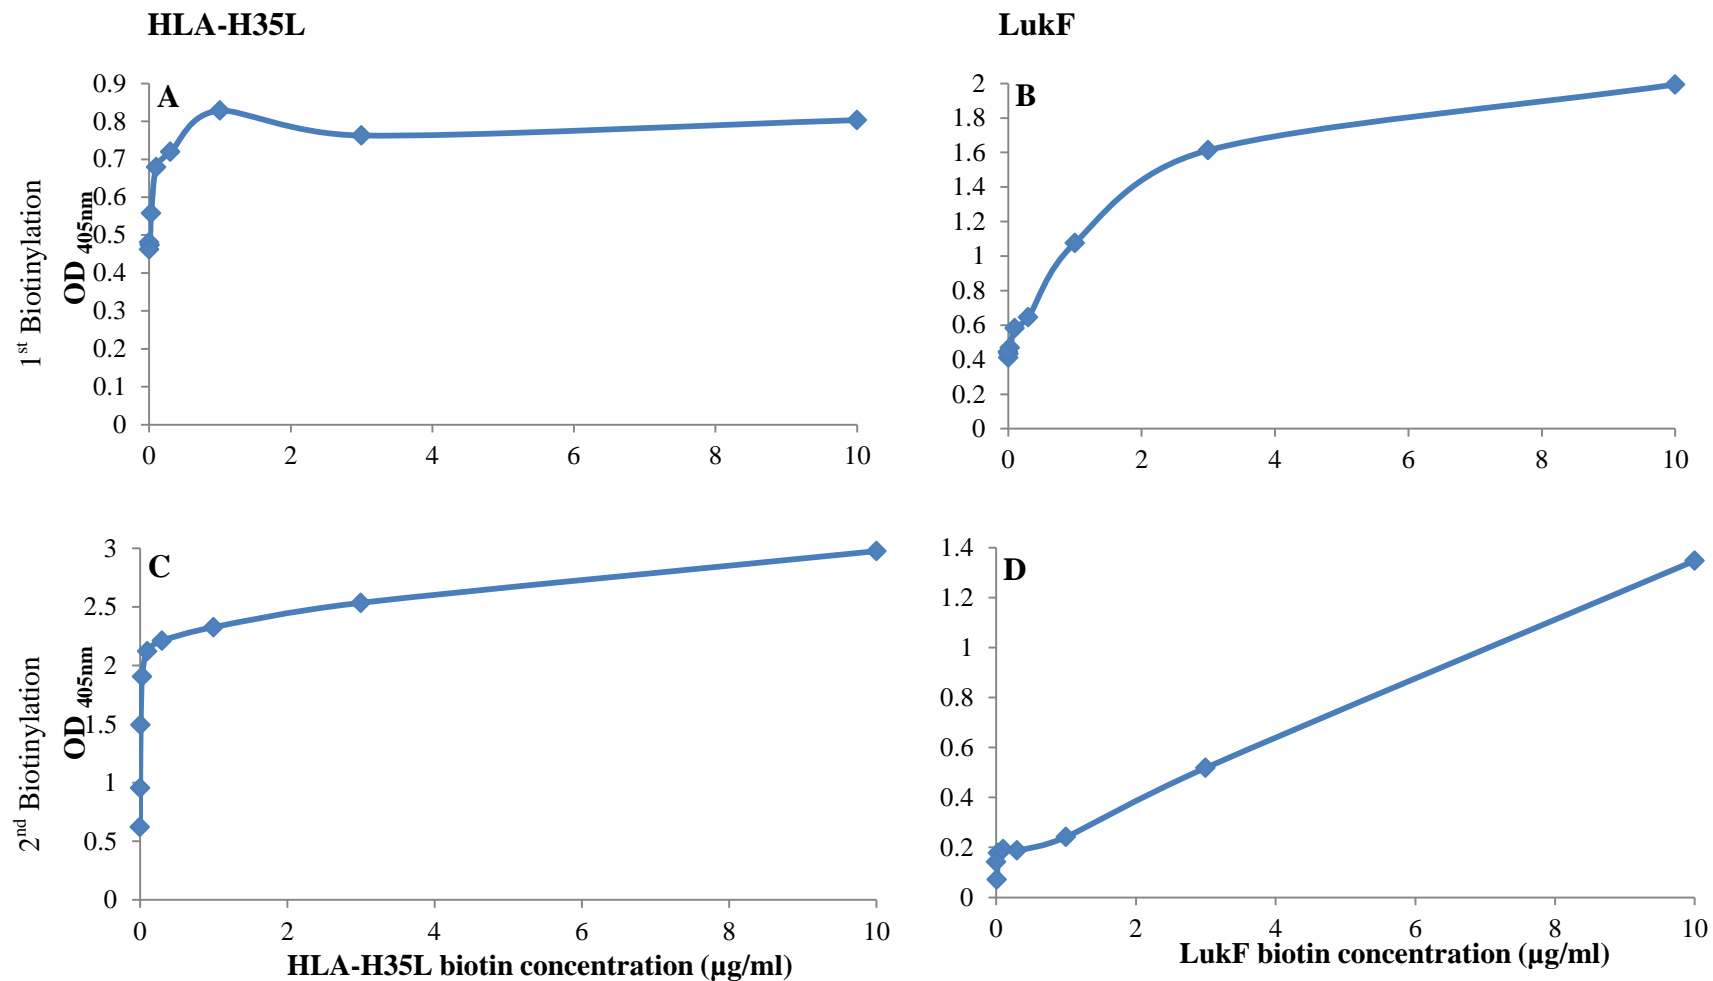 HLA-H35L
LukF
A
0.9
0.8
0.7
0.6
0.5
0.4
0.3
0.2
0.1
0
0 2 4 6 8 10
1st Biotinylation
OD 405nm
B
2
1.8
1.6
1.4
1.2
1
0.8
0.6
0.4
0.2
0
0 2 4 6 8 10
C
3
2.5
2
1.5
1
0.5
0
0 2 4 6 8 10
2nd Biotinylation
OD 405nm
HLA-H35L biotin concentration (µg/ml)
D
1.4
1.2
1
0.8
0.6
0.4
0.2
0
0 2 4 6 8 10
LukF biotin concentration (µg/ml)